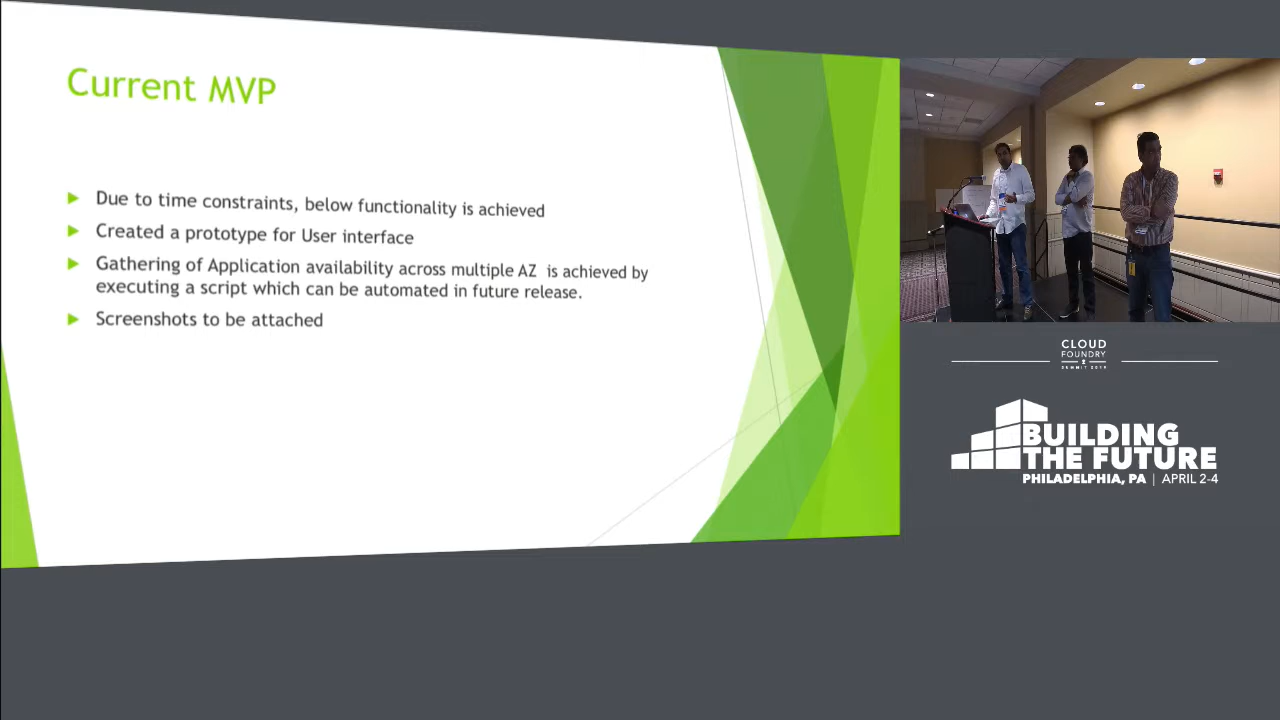 Current MVP
Due to time constraints, below functionality is achieved
Created a prototype for User interface
Gathering of Application availability across multiple AZ is achieved by
executing a script which can be automated in future release.
Screenshots to be attached
CLOUD
FOUNDRY
SUMMIT 2019
BUILDING
THE FUTURE
PHILADELPHIA, PA | APRIL 2-4